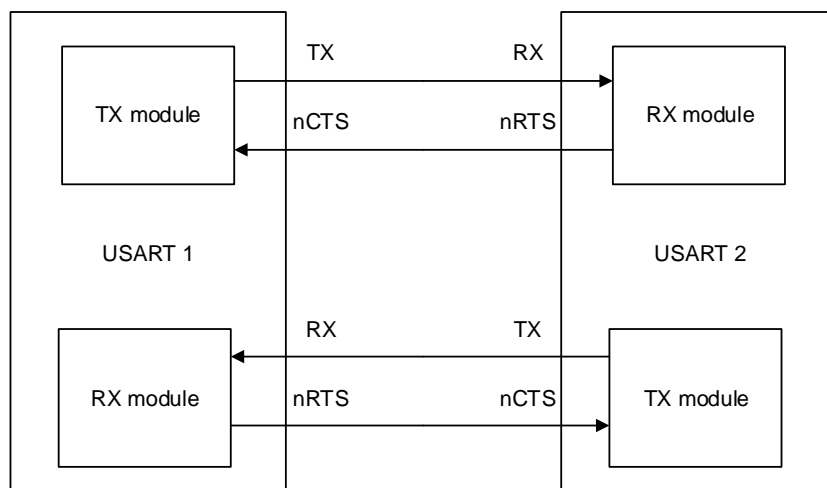 TX RX
TX module
nCTS nRTS
RX module
USART 1 USART 2
RX TX
RX module
nRTS nCTS
TX module